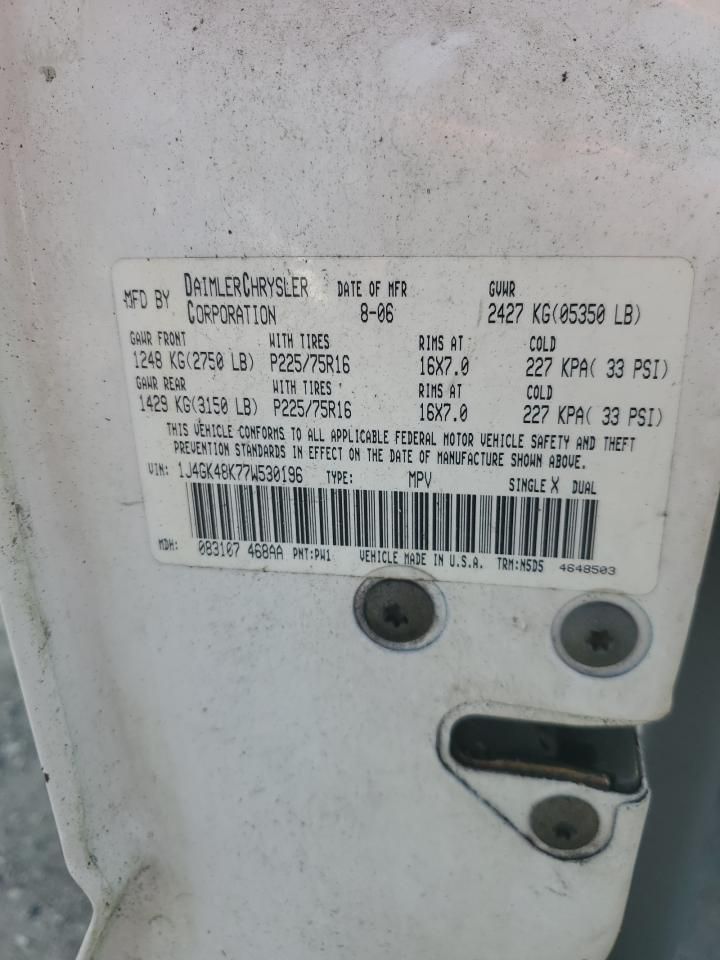 MFD BY DAIMLERCHRYSLER CORPORATION DATE OF MFR 8-06 GVWR 2427 KG(05350 LB)
GAWR FRONT WITH TIRES RIMS AT COLD
1248 KG(2750 LB) P225/75R16 16X7.0 227 KPA( 33 PSI)
GAWR REAR WITH TIRES RIMS AT COLD
1429 KG(3150 LB) P225/75R16 16X7.0 227 KPA( 33 PSI)
THIS VEHICLE CONFORMS TO ALL APPLICABLE FEDERAL MOTOR VEHICLE SAFETY AND THEFT
PREVENTION STANDARDS IN EFFECT ON THE DATE OF MANUFACTURE SHOWN ABOVE.
VIN: 1J4GK48K77W530196 TYPE: MPV SINGLE X DUAL
MDH: 083107 468AA PNT:PW1 VEHICLE MADE IN U.S.A. TRM:N5D5 4648503